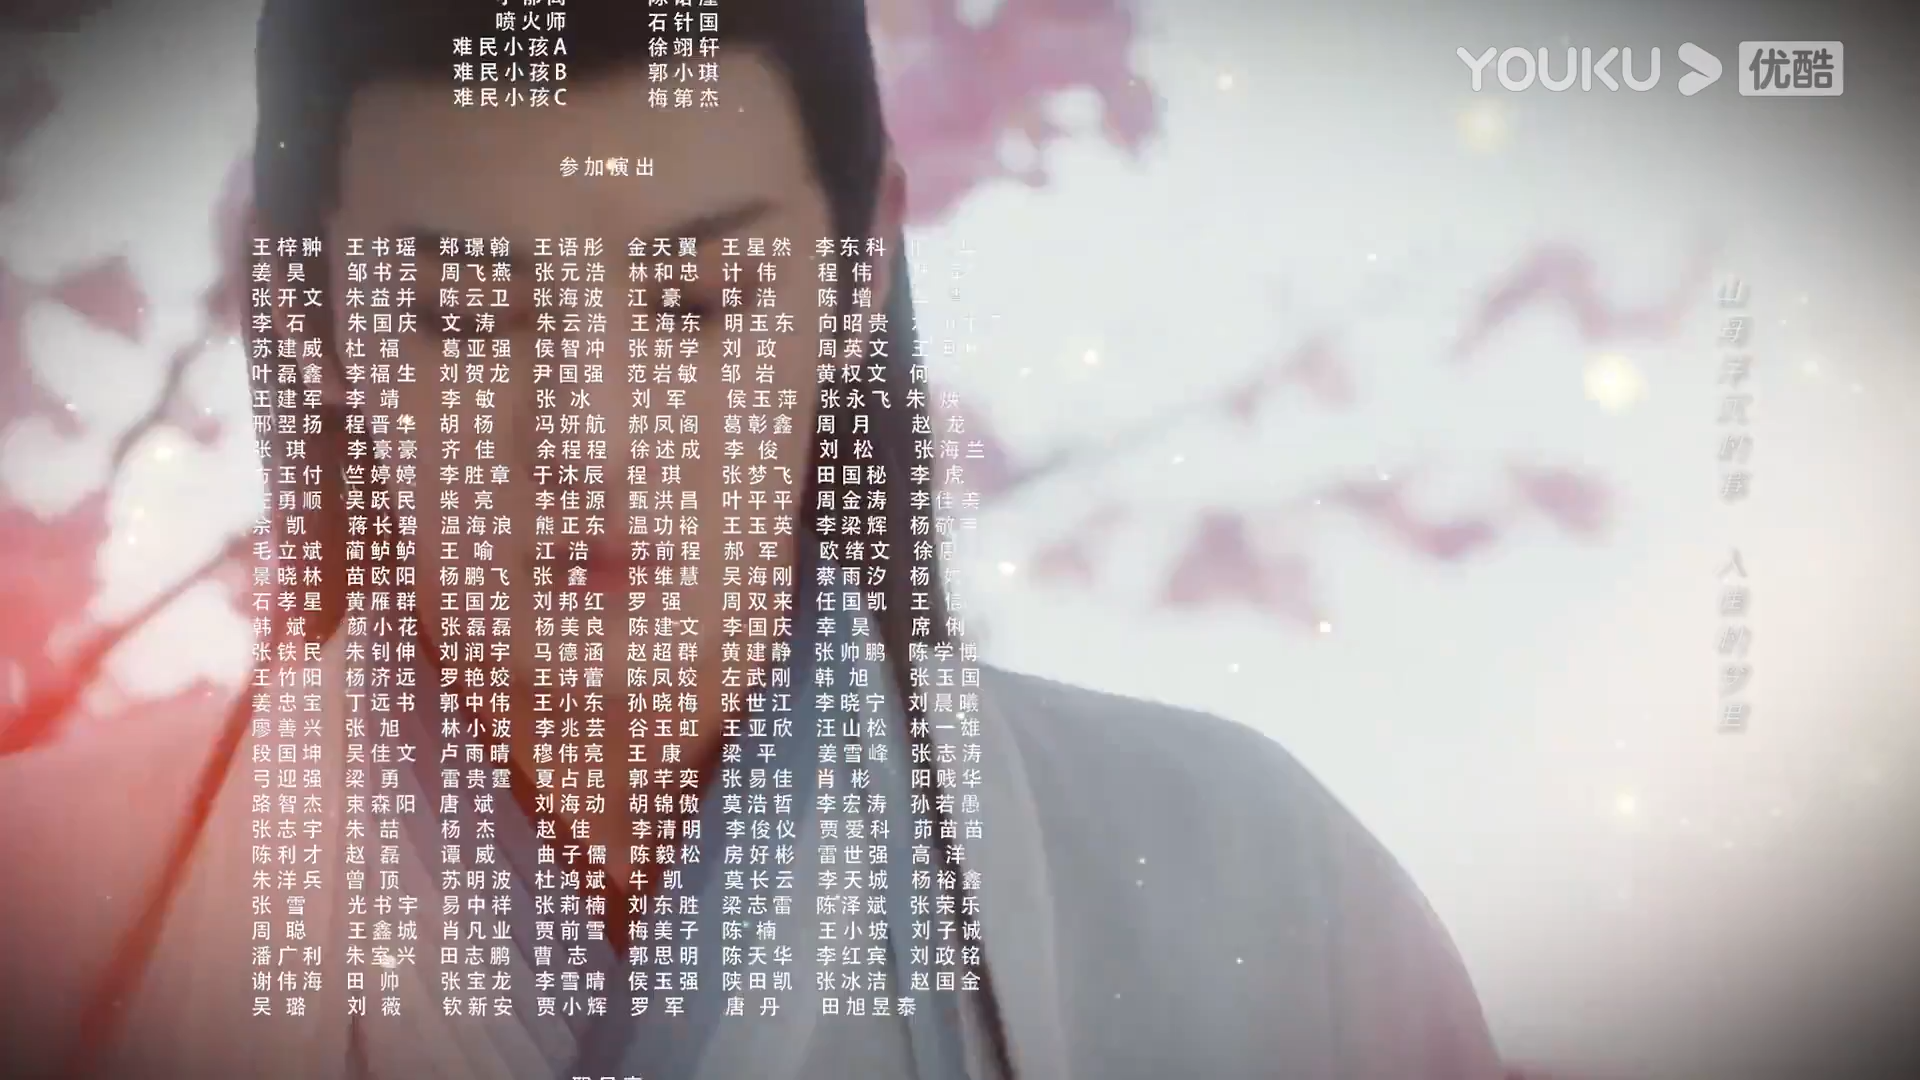 喷火师 石针国
难民小孩A 徐翊轩
难民小孩B 郭小琪
难民小孩C 梅第杰
YOUKU 优酷
参加演出
王梓翀 王书瑶 郑璟翰 王语彤 金天翼 王星然 李东科
姜昊 邹书云 周飞燕 张元浩 林和忠 计伟 程伟
张开文 朱益并 陈云卫 张海波 江豪 陈浩 陈增
李石 朱国庆 文涛 朱云浩 王海东 明玉东 向昭贵
苏建威 杜福 葛亚强 侯智冲 张新学 刘政 周英文
叶磊鑫 李福生 刘贺龙 尹国强 范岩敏 邹岩 黄权文 何
王建军 李靖 李敏 张冰 刘军 侯玉萍 张永飞 朱焕
邢翌扬 程晋华 胡杨 冯妍航 郝凤阁 葛彰鑫 周月 赵龙
张琪 李豪豪 齐佳 余程程 徐述成 李俊 刘松 张海兰
方玉付 竺婷婷 李胜章 于沐辰 程琪 张梦飞 田国秘 李虎
勇顺 吴跃民 柴亮 李佳源 甄洪昌 叶平平 周金涛 李佳美
余凯 蒋长碧 温海浪 熊正东 温功裕 王玉英 李梁辉 杨敬
毛立斌 蔺鲈鲈 王喻 江浩 苏前程 郝军 欧绪文 徐
景晓林 苗欧阳 杨鹏飞 张鑫 张维慧 吴海刚 蔡雨汐 杨
石孝星 黄雁群 王国龙 刘邦红 罗强 周双来 任国凯 王信
韩斌 颜小花 张磊磊 杨美良 陈建文 李国庆 幸昊 席俐
张铁民 朱钊伸 刘润宇 马德涵 赵超群 黄建静 张帅鹏 陈学博
王竹阳 杨济远 罗艳姣 王诗蕾 陈凤姣 左武刚 韩旭 张玉国
姜忠宝 丁远书 郭中伟 王小东 孙晓梅 张世江 李晓宁 刘晨曦
廖善兴 张旭 林小波 李兆芸 谷玉虹 王亚欣 汪山松 林一雄
段国坤 吴佳文 卢雨晴 穆伟亮 王康 梁平 姜雪峰 张志涛
弓迎强 梁勇 雷贵霆 夏占昆 郭芊奕 张易佳 肖彬 阳贱华
路智杰 束森阳 唐斌 刘海动 胡锦傲 莫浩哲 李宏涛 孙若愚
张志宇 朱喆 杨杰 赵佳 李清明 李俊仪 贾爱科 茆苗苗
陈利才 赵磊 谭威 曲子儒 陈毅松 房好彬 雷世强 高洋
朱洋兵 曾顶 苏明波 杜鸿斌 牛凯 莫长云 李天城 杨裕鑫
张雪 光书宇 易中祥 张莉楠 刘东胜 梁志雷 陈泽斌 张荣乐
周聪 王鑫城 肖凡业 贾前雪 梅美子 陈楠 王小坡 刘子诚
潘广利 朱室兴 田志鹏 曹志 郭思明 陈天华 李红宾 刘政铭
谢伟海 田帅 张宝龙 李雪晴 侯玉强 陕田凯 张冰洁 赵国金
吴璐 刘薇 钦新安 贾小辉 罗军 唐丹 田旭昱泰